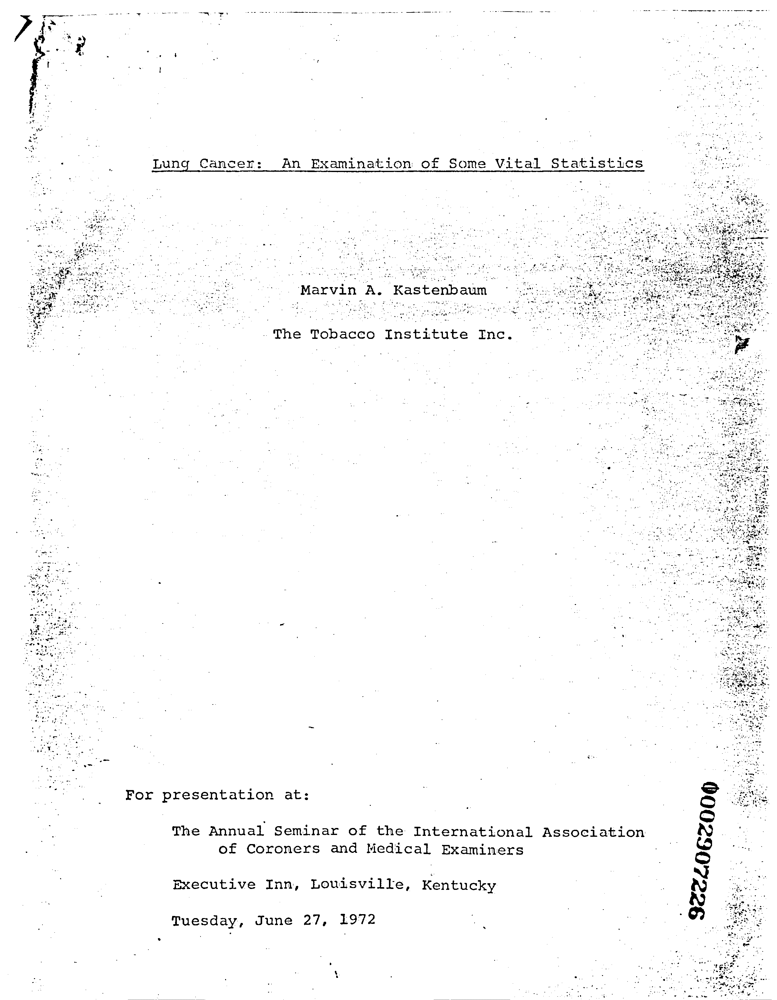 Lung Cancer: An Examination of Some Vital Statistics
Marvin A. Kastenbaum
The Tobacco Institute Inc.
For presentation at:
The Annual Seminar of the International Association
of Coroners and Medical Examiners
Executive Inn, Louisville, Kentucky
Tuesday, June 27, 1972
0002907226